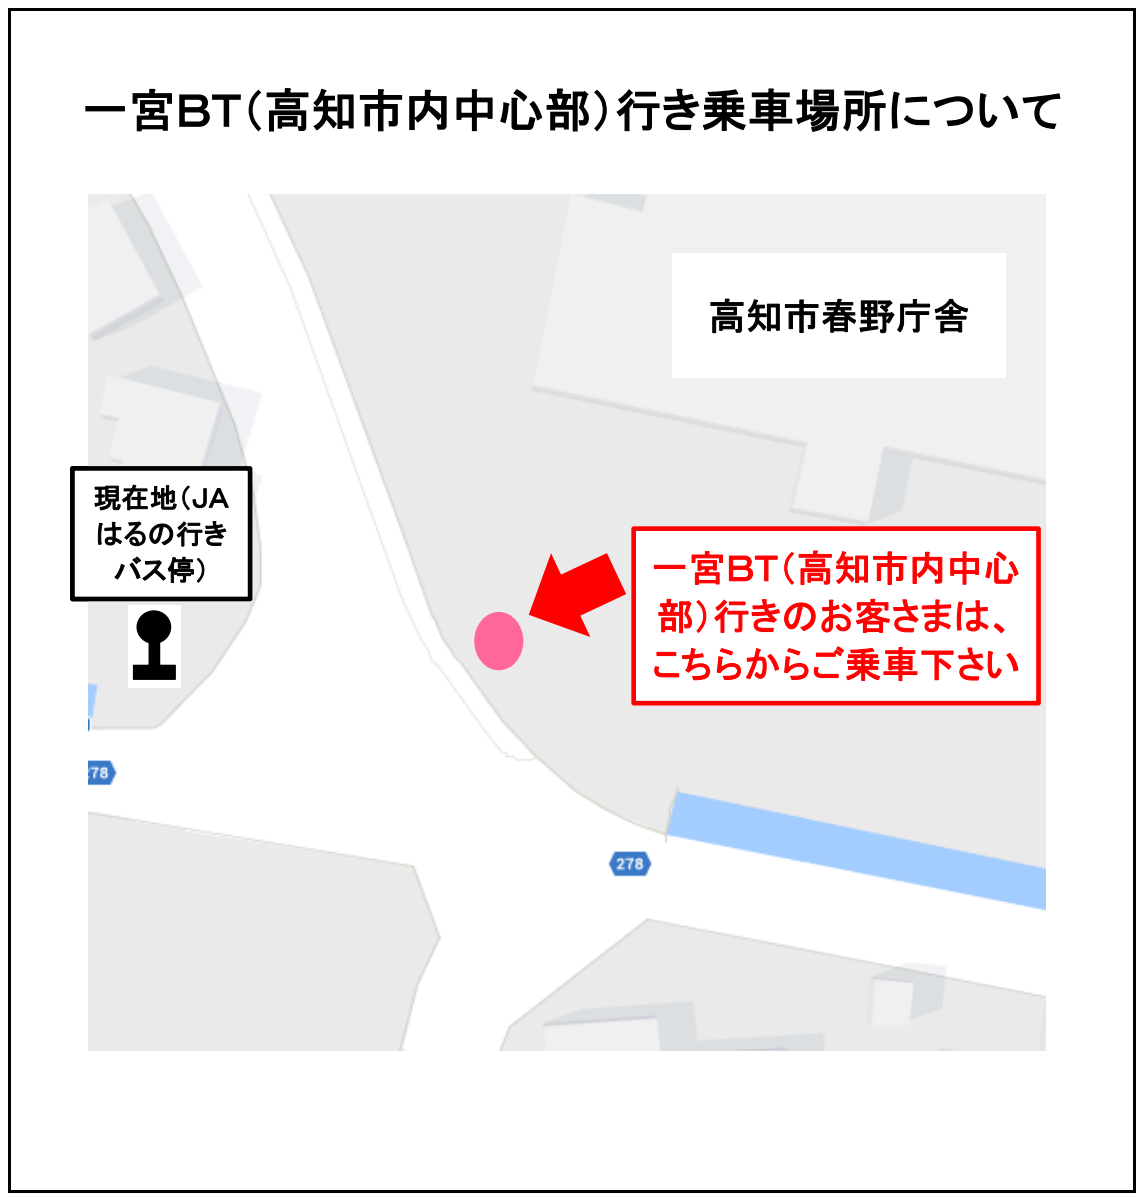 一宮BT(高知市内中心部)行き乗車場所について
高知市春野庁舎
現在地(JA
はるの行き
バス停)
一宮BT(高知市内中心
部)行きのお客さまは、
こちらからご乗車下さい
278
278